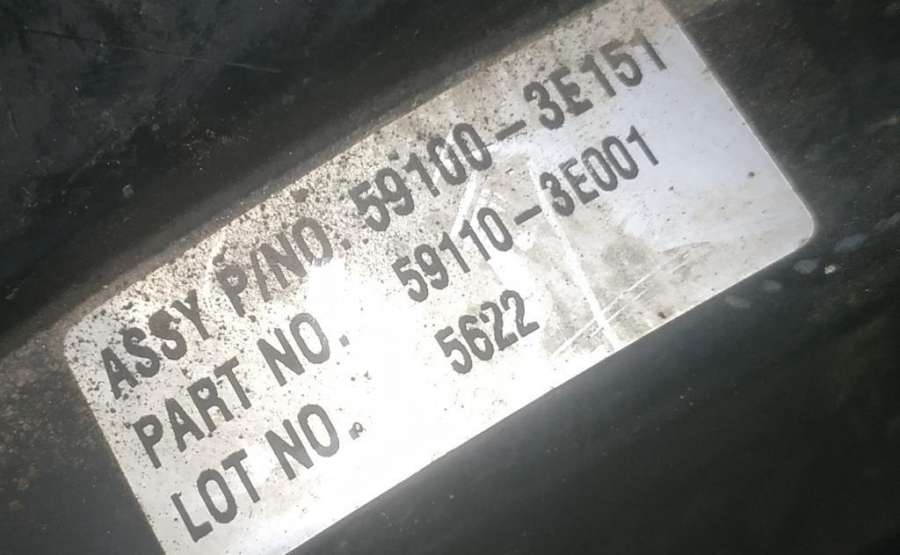 ASSY P/NO. 59100-3E151
PART NO. 59110-3E001
LOT NO. 5622